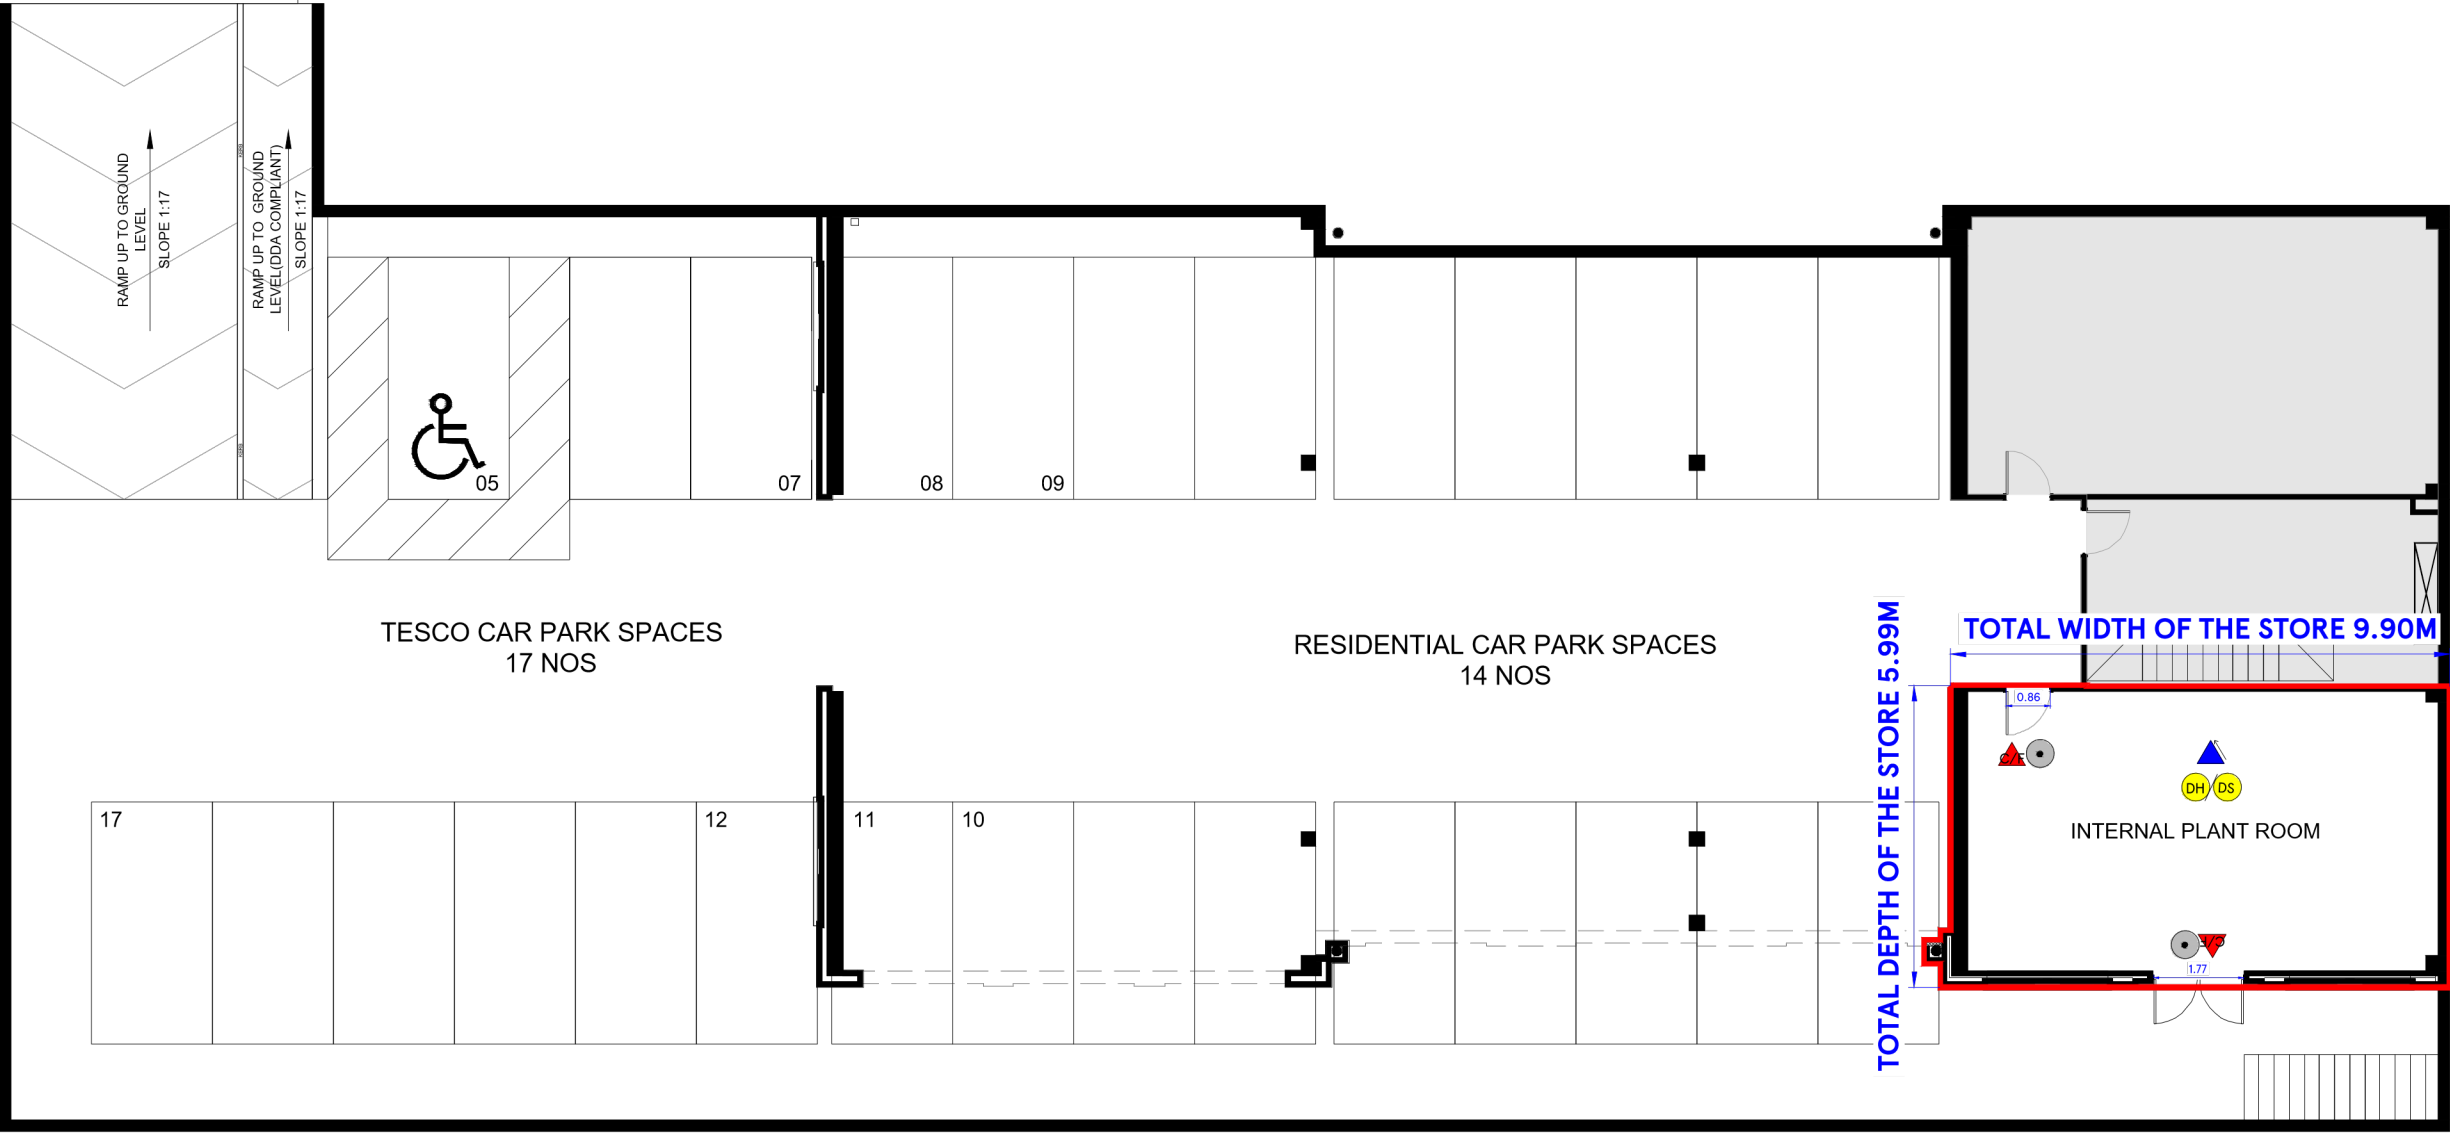 RAMP UP TO GROUND
LEVEL
SLOPE 1:17
KERB
KERB
RAMP UP TO GROUND
LEVEL(DDA COMPLIANT)
SLOPE 1:17
05
07
08
09
TESCO CAR PARK SPACES
17 NOS
RESIDENTIAL CAR PARK SPACES
14 NOS
TOTAL DEPTH OF THE STORE 5.99M
TOTAL WIDTH OF THE STORE 9.90M
0.86
C/F
DH/DS
INTERNAL PLANT ROOM
C/F
1.77
17
12
11
10